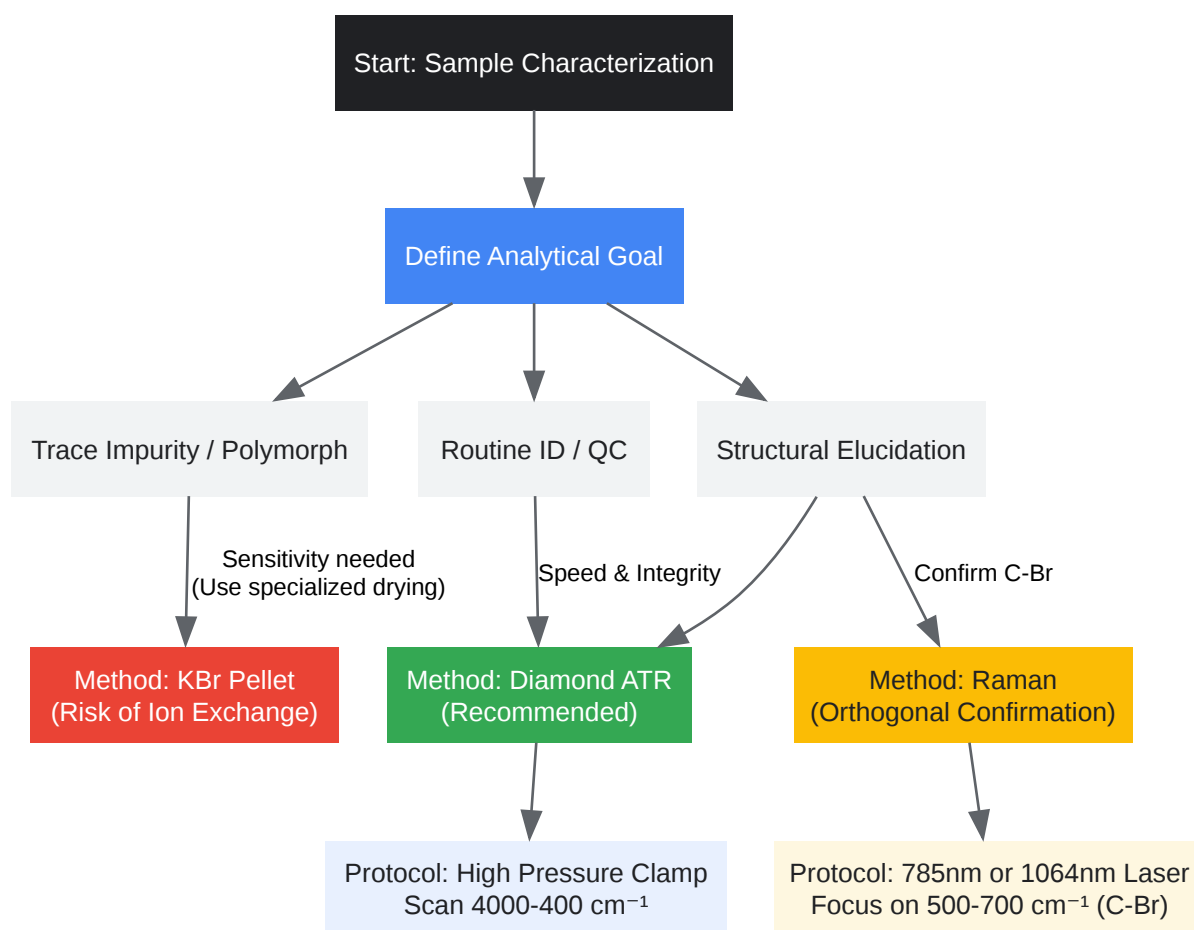 Start: Sample Characterization
Define Analytical Goal
Trace Impurity / Polymorph
Routine ID / QC
Structural Elucidation
Sensitivity needed
(Use specialized drying)
Speed & Integrity
Confirm C-Br
Method: KBr Pellet
(Risk of Ion Exchange)
Method: Diamond ATR
(Recommended)
Method: Raman
(Orthogonal Confirmation)
Protocol: High Pressure Clamp
Scan 4000-400 cm⁻¹
Protocol: 785nm or 1064nm Laser
Focus on 500-700 cm⁻¹ (C-Br)